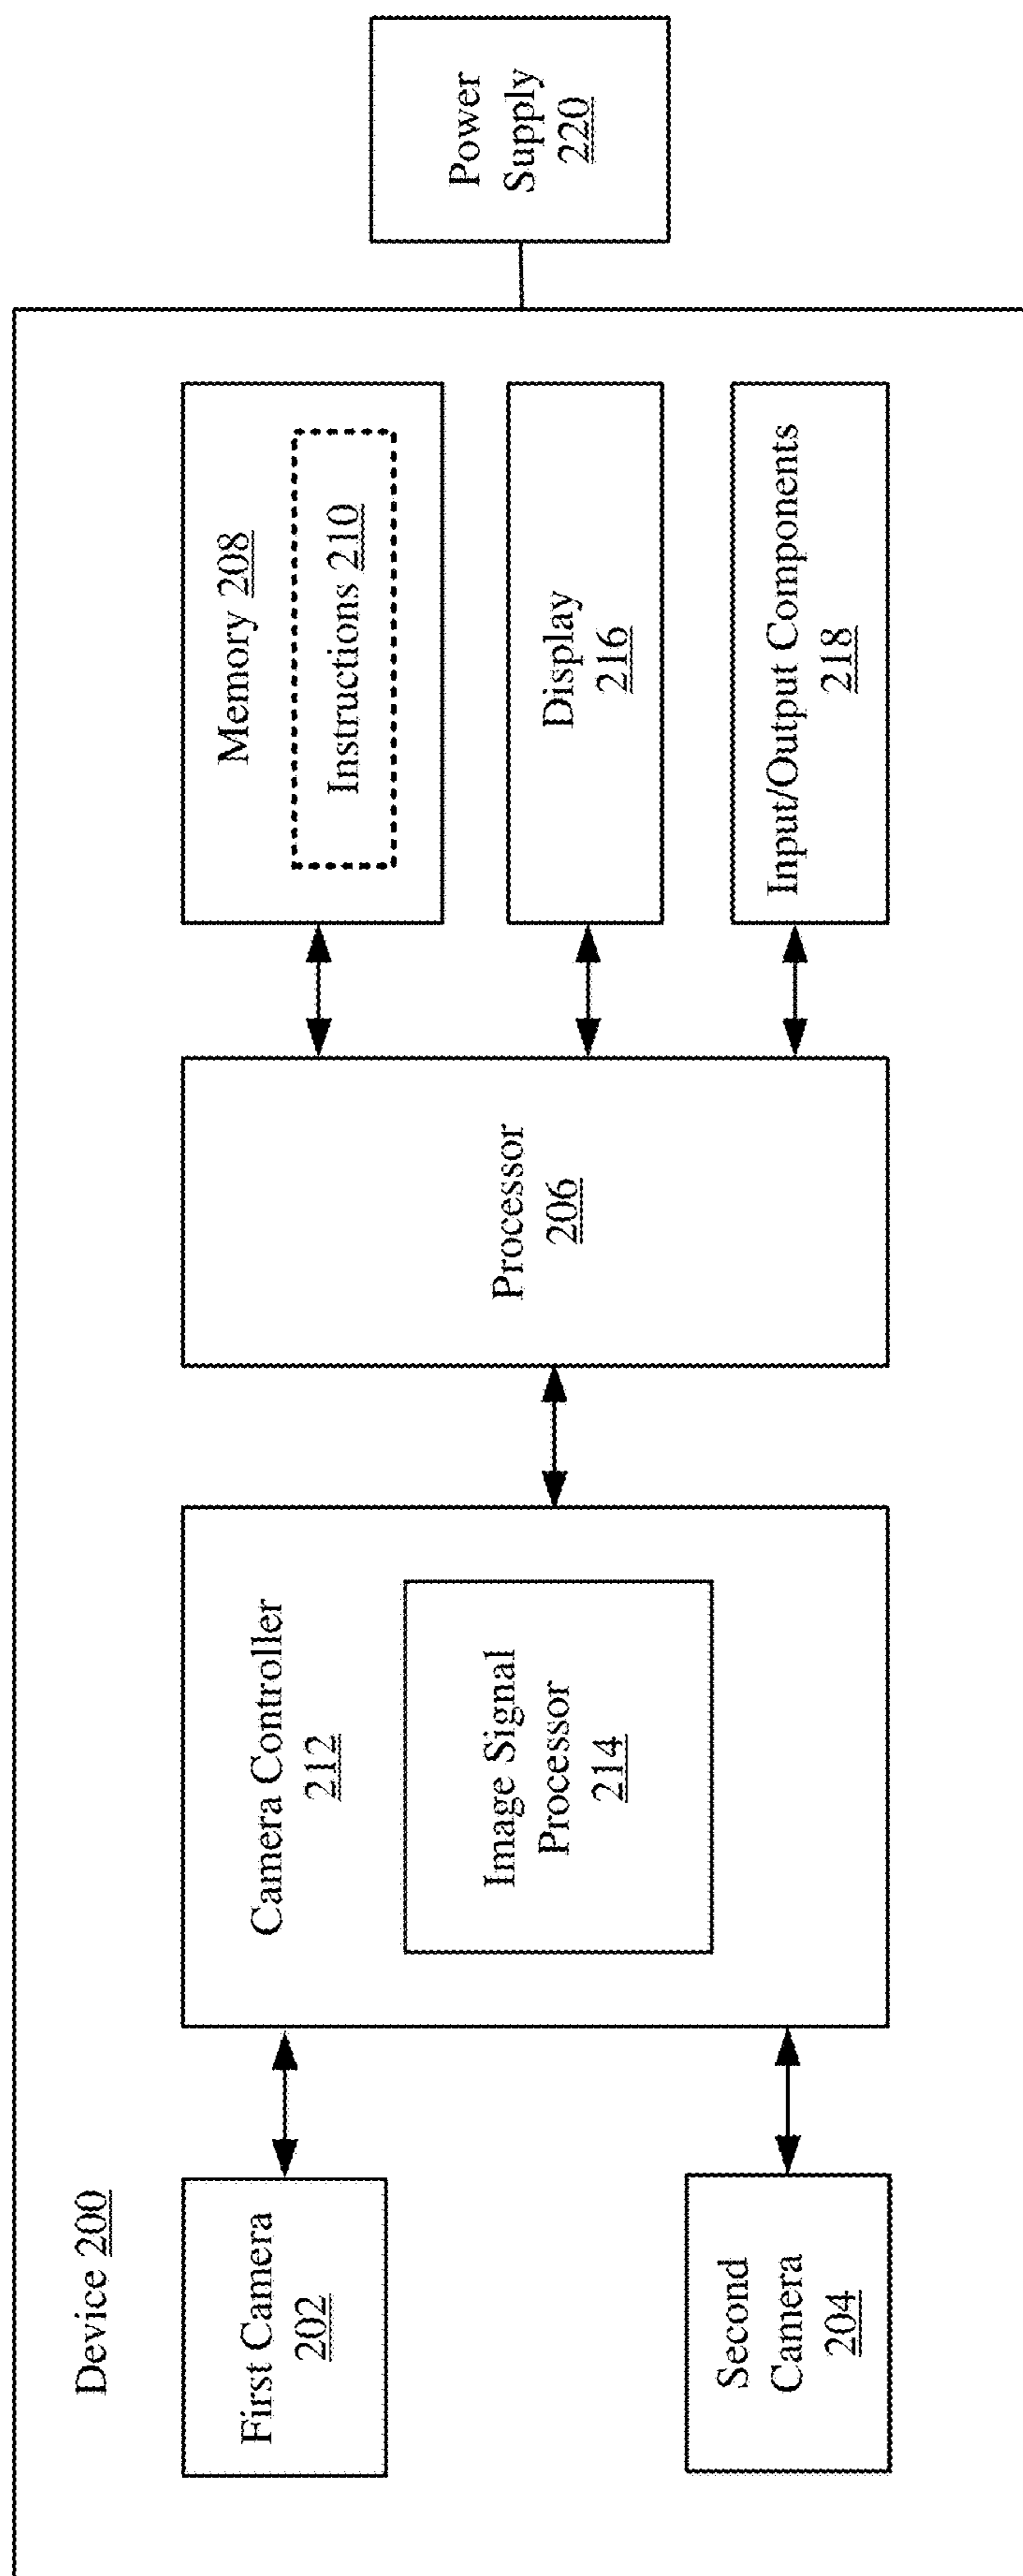 Device 200
First Camera
202
Second
Camera
204
Camera Controller
212
Image Signal
Processor
214
Processor
206
Memory 208
Instructions 210
Display
216
Input/Output Components
218
Power
Supply
220